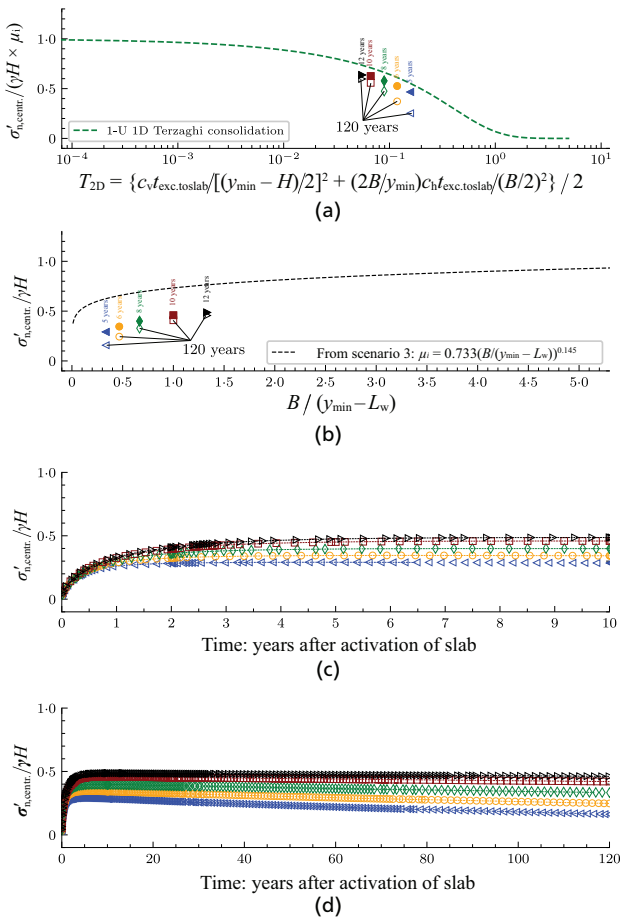 1·0
0·5
0
σ′n,centr./(γH × μi)
12 years
10 years
8 years
6 years
5 years
120 years
1-U 1D Terzaghi consolidation
10−4
10−3
10−2
10−1
100
101
T2D = {cvtexc.toslab/[(ymin − H)/2]2 + (2B/ymin)chtexc.toslab/(B/2)2} / 2
(a)
1·0
0·5
0
σ′n,centr./γH
5 years
6 years
8 years
10 years
12 years
120 years
From scenario 3: μi = 0.733(B/(ymin − Lw))0.145
0 0·5 1·0 1·5 2·0 2·5 3·0 3·5 4·0 4·5 5·0
B / (ymin−Lw)
(b)
1·0
0·5
0
σ′n,centr./γH
0 1 2 3 4 5 6 7 8 9 10
Time: years after activation of slab
(c)
1·0
0·5
0
σ′n,centr./γH
0 20 40 60 80 100 120
Time: years after activation of slab
(d)